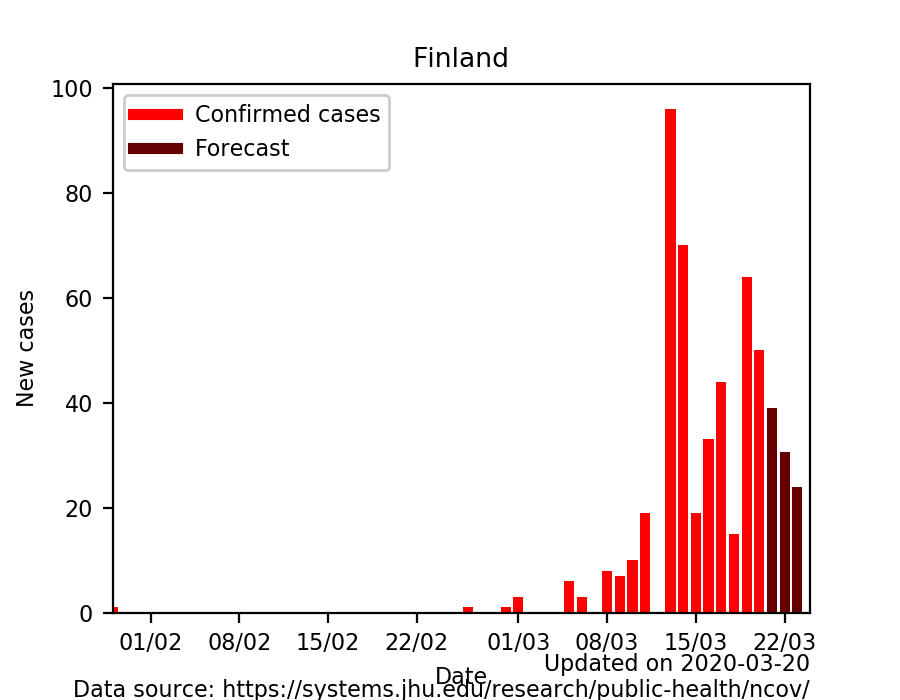 Finland
100
80
60
40
20
0
New cases
Confirmed cases
Forecast
01/02 08/02 15/02 22/02 01/03 08/03 15/03 22/03
Updated on 2020-03-20
Date
Data source: https://systems.jhu.edu/research/public-health/ncov/